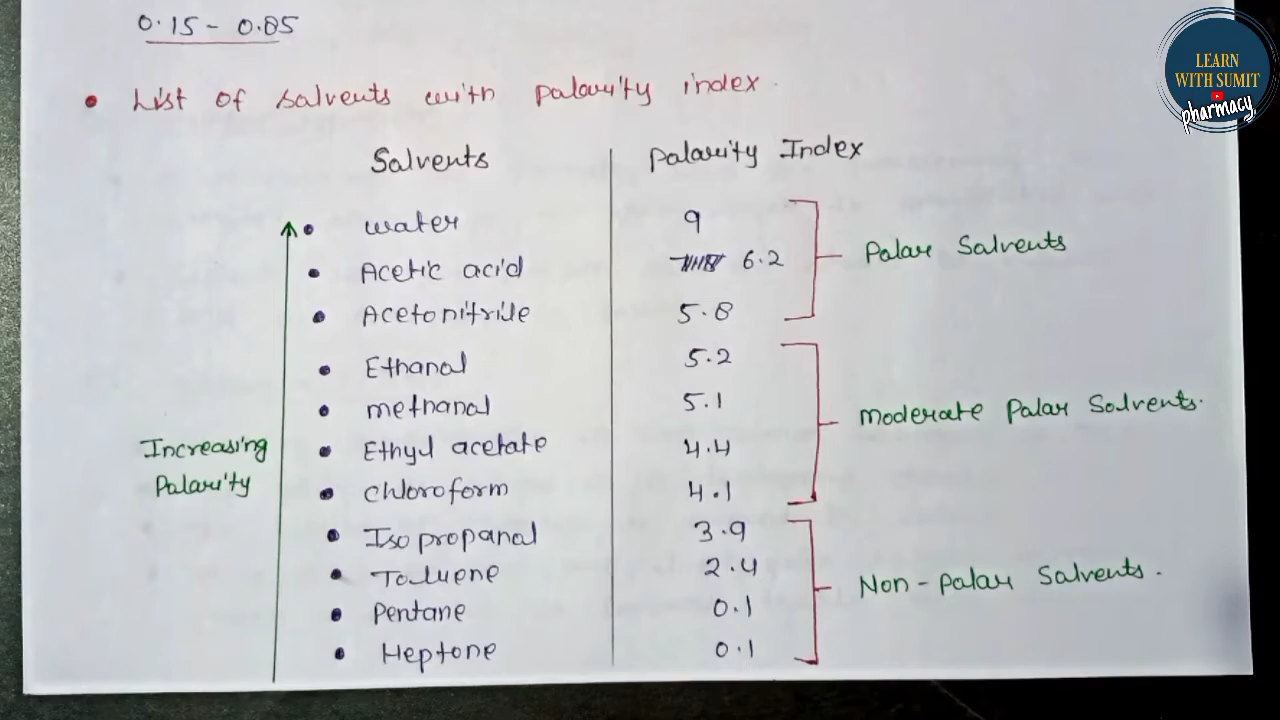 0.15 - 0.85
LEARN
WITH SUMIT
pharmacy
• List of Solvents with polarity index.
Solvents Polarity Index
• water 9
• Acetic acid 6.2
Polar Solvents
• Acetonitrile 5.8
• Ethanol 5.2
• methanol 5.1
Moderate Polar Solvents.
• Ethyl acetate 4.4
Increasing
Polarity
• Chloroform 4.1
• Isopropanol 3.9
• Toluene 2.4
Non-polar Solvents.
• Pentane 0.1
• Heptone 0.1